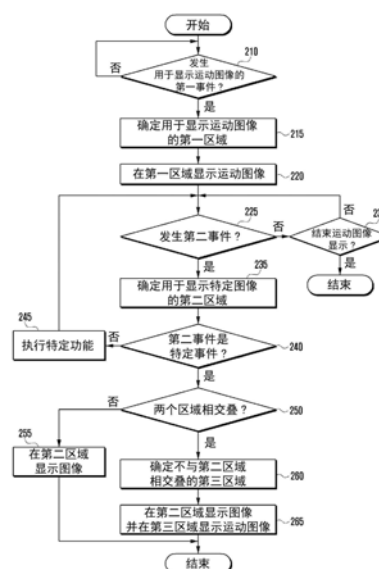 开始
210
发生
用于显示运动图像的
第一事件？
否
是
确定用于显示运动图像
的第一区域
215
在第一区域显示运动图像
220
225
发生第二事件？
否
否
结束运动图像
显示？
是
结束
是
235
确定用于显示特定图像
的第二区域
245
执行特定功能
否
第二事件是
特定事件？
240
是
否
两个区域相交叠？
250
255
在第二区域
显示图像
是
确定不与第二区域
相交叠的第三区域
260
在第二区域显示图像
并在第三区域显示运动图像
265
结束